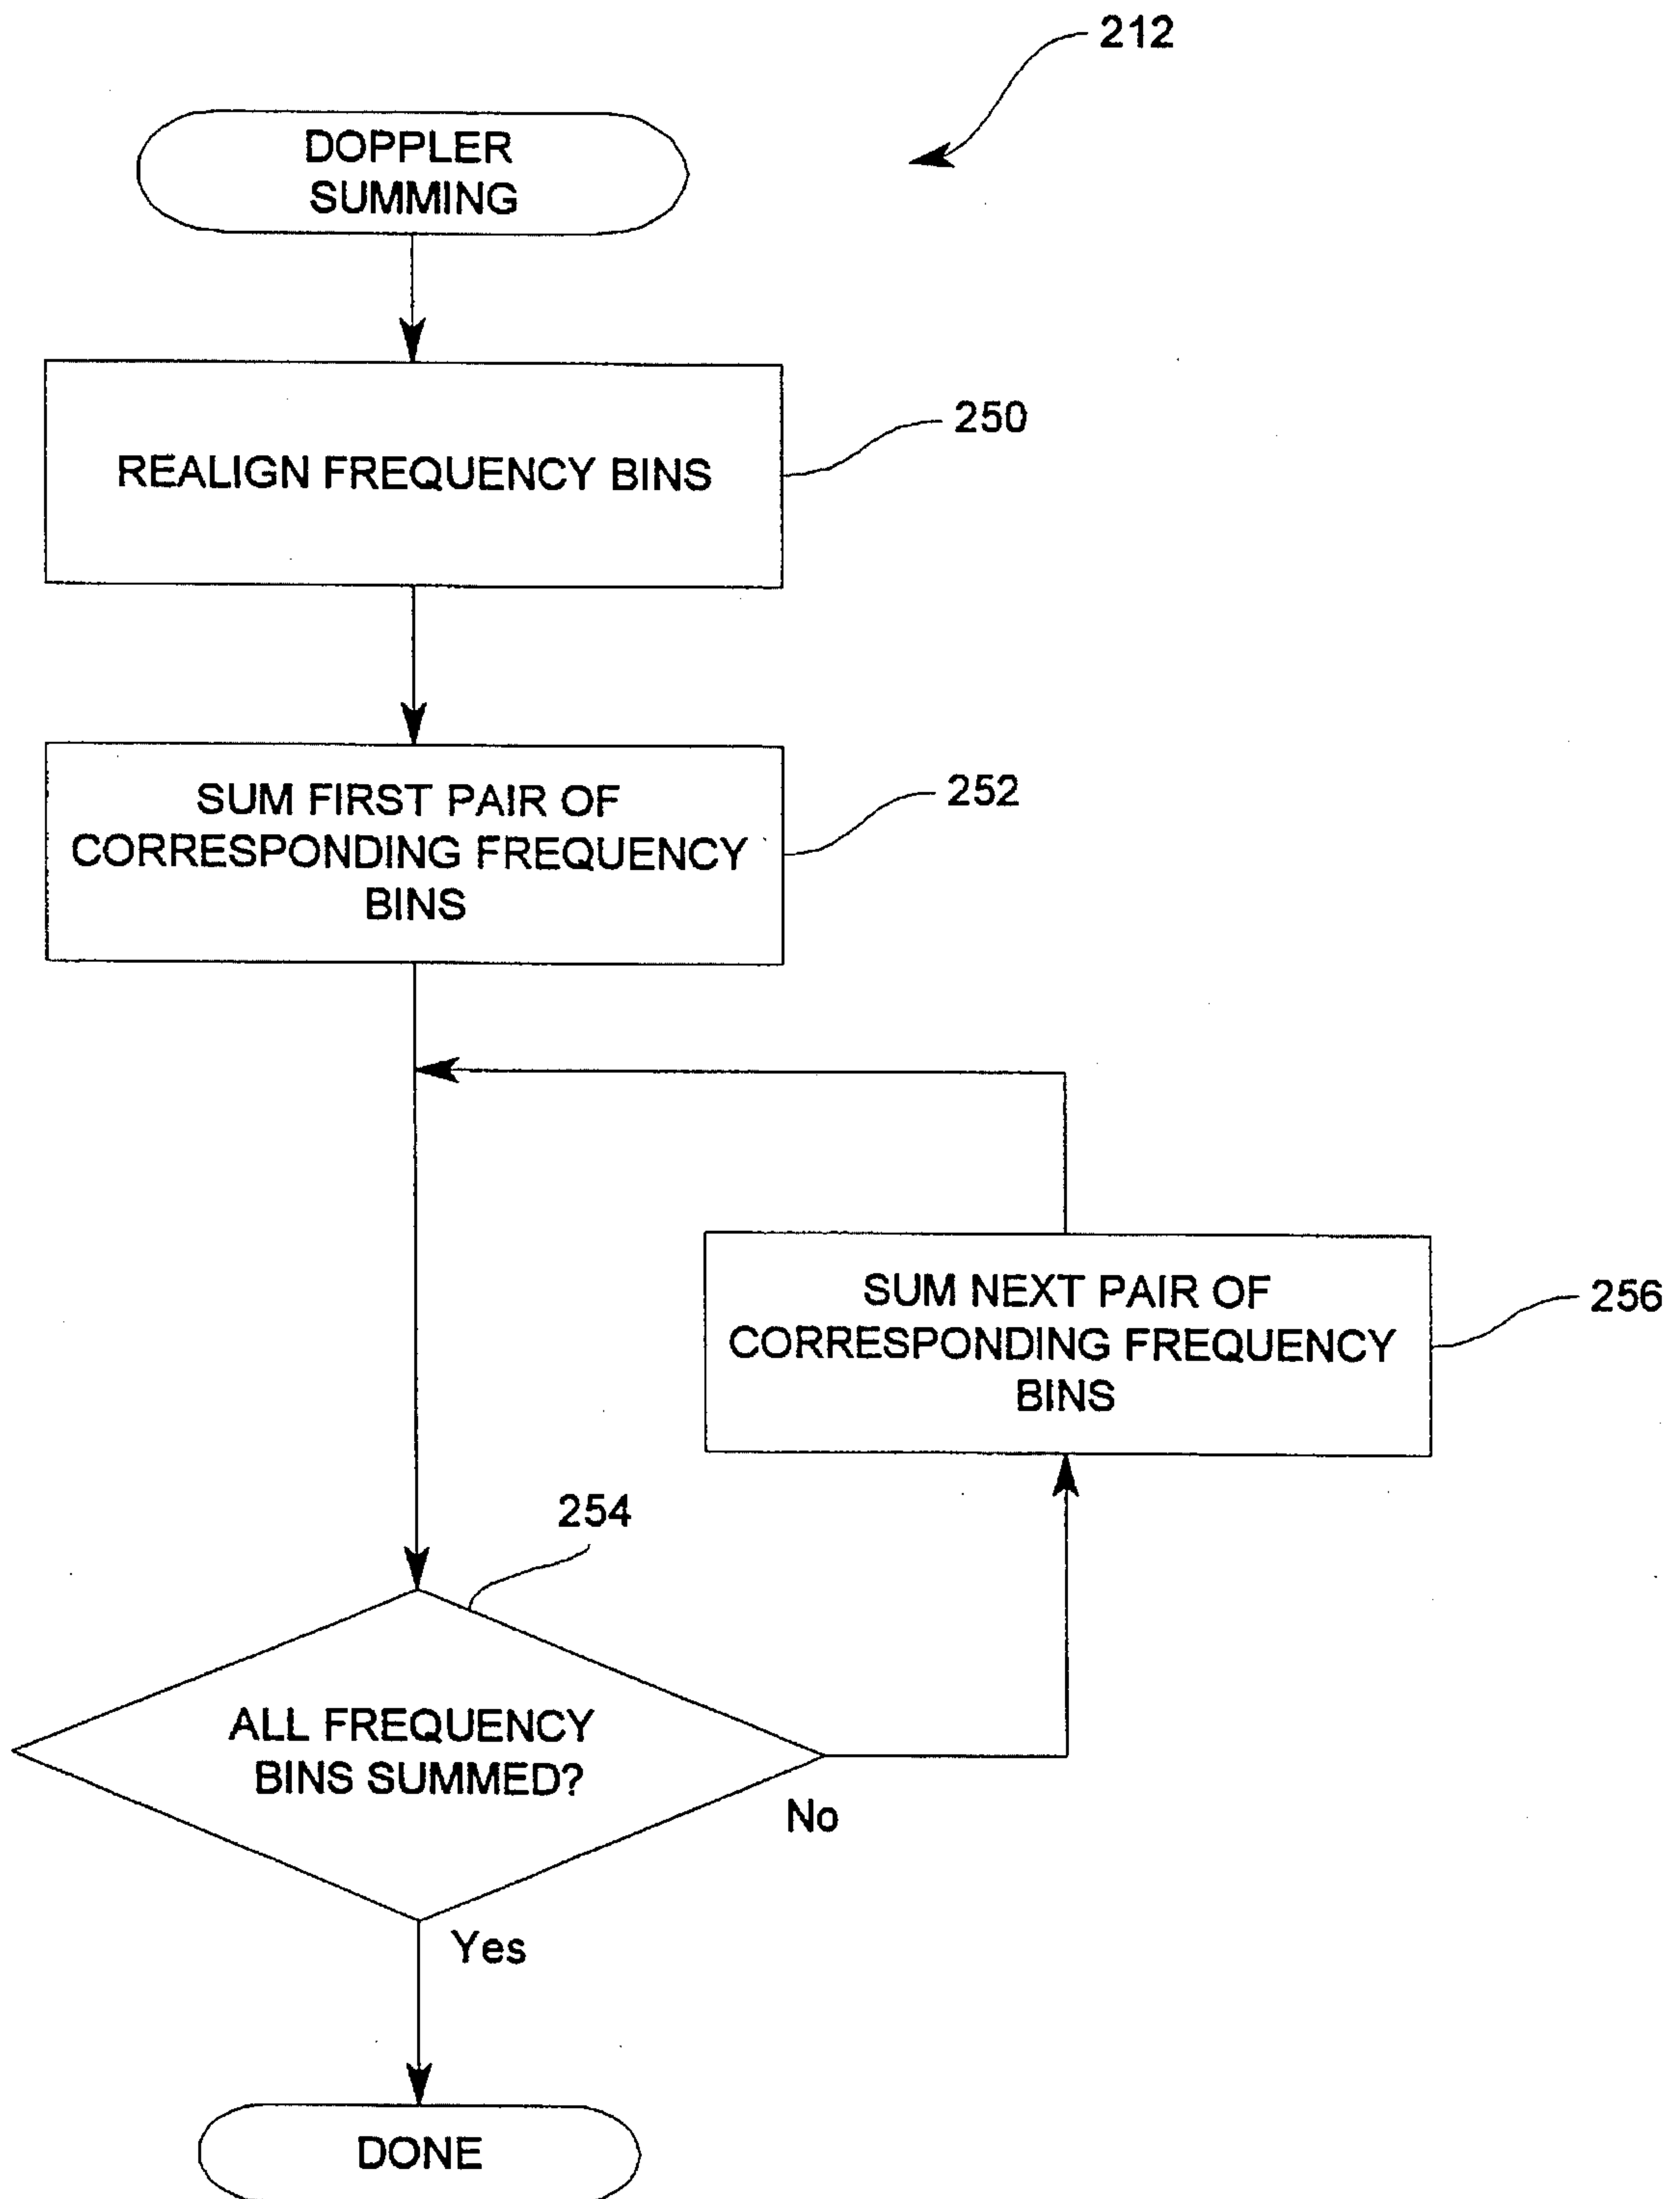 212
DOPPLER
SUMMING
250
REALIGN FREQUENCY BINS
252
SUM FIRST PAIR OF
CORRESPONDING FREQUENCY
BINS
256
SUM NEXT PAIR OF
CORRESPONDING FREQUENCY
BINS
254
ALL FREQUENCY
BINS SUMMED?
No
Yes
DONE